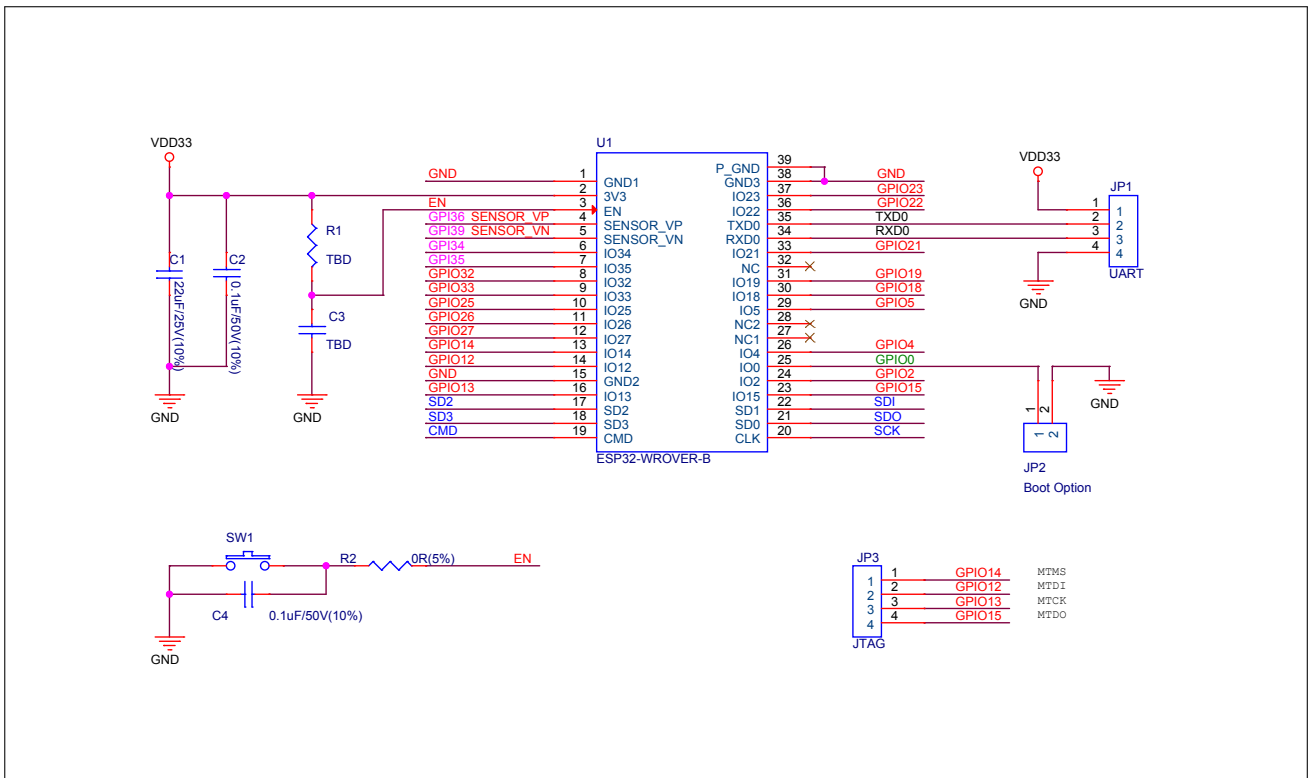 U1
VDD33
VDD33
P_GND 39
GND 1 GND1
GND3 38 GND
2 3V3
IO23 37 GPIO23
JP1
EN 3 EN
IO22 36 GPIO22
1 1
GPI36 SENSOR_VP 4 SENSOR_VP
TXD0 35 TXD0
2 2
GPI39 SENSOR_VN 5 SENSOR_VN
RXD0 34 RXD0
3 3
R1
GPI34 6 IO34
IO21 33 GPIO21
4 4
TBD
GPI35 7 IO35
NC 32
UART
C1
C2
GPIO32 8 IO32
IO19 31 GPIO19
22uF/25V(10%)
0.1uF/50V(10%)
GPIO33 9 IO33
IO18 30 GPIO18
GND
GPIO25 10 IO25
IO5 29 GPIO5
C3
GPIO26 11 IO26
NC2 28
TBD
GPIO27 12 IO27
NC1 27
GPIO14 13 IO14
IO4 26 GPIO4
GPIO12 14 IO12
IO0 25 GPIO0
GND 15 GND2
IO2 24 GPIO2
GPIO13 16 IO13
IO15 23 GPIO15
GND
GND
GND
SD2 17 SD2
SD1 22 SDI
1 2
SD3 18 SD3
SD0 21 SDO
CMD 19 CMD
CLK 20 SCK
1 2
ESP32-WROVER-B
JP2
Boot Option
SW1
R2 0R(5%) EN
C4 0.1uF/50V(10%)
GND
JP3
1 1 GPIO14 MTMS
2 2 GPIO12 MTDI
3 3 GPIO13 MTCK
4 4 GPIO15 MTDO
JTAG